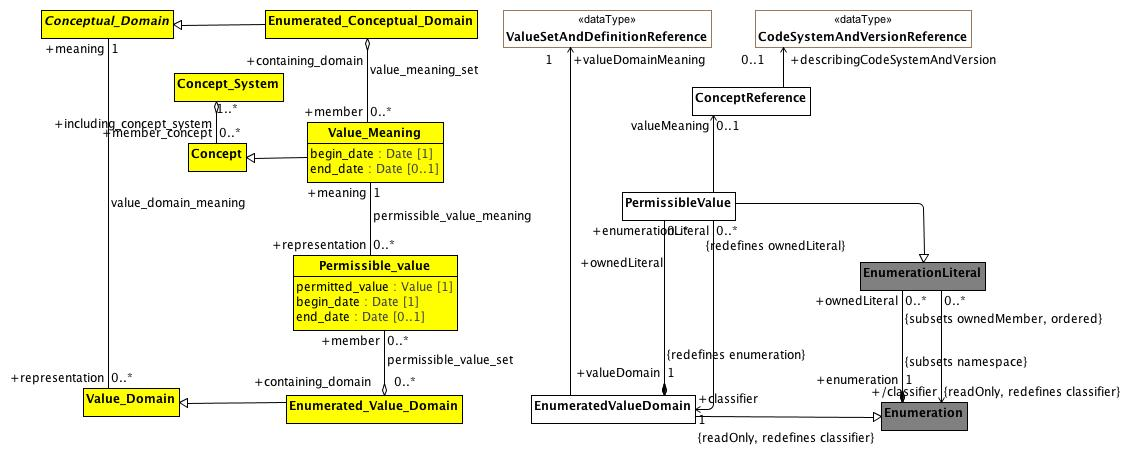 Conceptual_Domain
Enumerated_Conceptual_Domain
+meaning 1
+containing_domain
value_meaning_set
Concept_System
1..*
+including_concept_system
+member_concept 0..*
Concept
+member 0..*
Value_Meaning
begin_date : Date [1]
end_date : Date [0..1]
+meaning 1
value_domain_meaning
permissible_value_meaning
+representation 0..*
Permissible_value
permitted_value : Value [1]
begin_date : Date [1]
end_date : Date [0..1]
+member 0..*
permissible_value_set
+representation 0..*
+containing_domain 0..*
Value_Domain
Enumerated_Value_Domain
«dataType»
ValueSetAndDefinitionReference
1 +valueDomainMeaning
«dataType»
CodeSystemAndVersionReference
0..1 +describingCodeSystemAndVersion
ConceptReference
valueMeaning 0..1
PermissibleValue
+enumerationLiteral 0..*
0..*
{redefines ownedLiteral}
+ownedLiteral
EnumerationLiteral
+ownedLiteral 0..* 0..*
{subsets ownedMember, ordered}
{redefines enumeration}
{subsets namespace}
+valueDomain 1
+enumeration 1
+classifier
+/classifier {readOnly, redefines classifier}
EnumeratedValueDomain
1
{readOnly, redefines classifier}
Enumeration